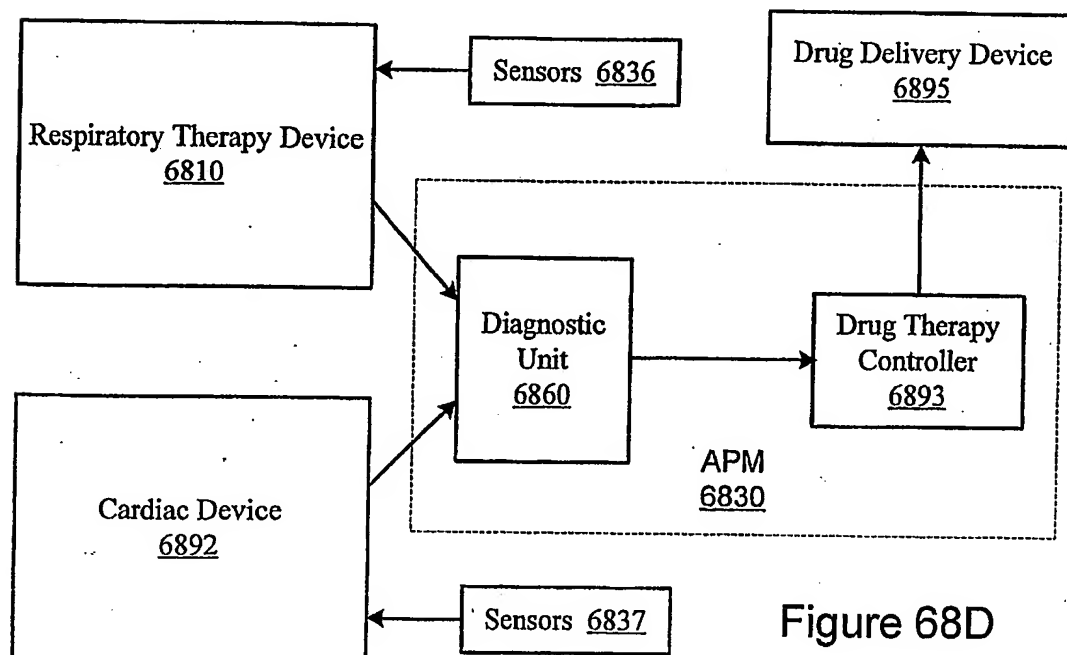 Sensors 6836
Drug Delivery Device
6895
Respiratory Therapy Device
6810
Diagnostic
Unit
6860
Drug Therapy
Controller
6893
APM
6830
Cardiac Device
6892
Sensors 6837
Figure 68D